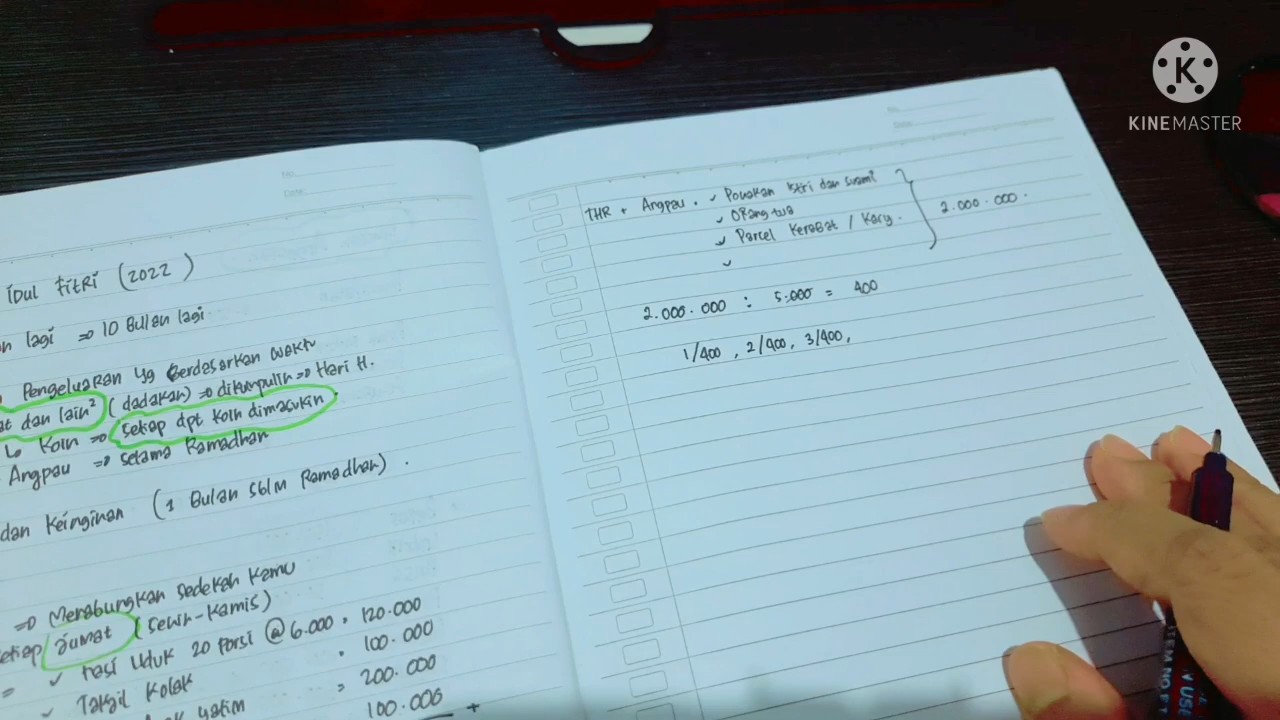 IDUL FITRI (2022)
lagi => 10 Bulan lagi
Pengeluaran yg Berdasarkan waktu
dan lain² (dadakan) => dikumpulin => Hari H.
Koin => setiap dpt Koin dimasukin
Angpau => selama Ramadhan
dan Keinginan (1 Bulan sblm Ramadhan).
=> Menabungkan sedekah Kamu
Jumat (Senin-Kamis)
= ✓ Nasi Uduk 20 Porsi @ 6.000 = 120.000
✓ Takjil Kolak = 100.000
yatim = 200.000
100.000 +
No.
Date.
THR + Angpau . ✓ Ponakan istri dan suami
✓ ORang tua
✓ Parcel Kerabat / Kary.
✓
} 2.000.000.
2.000.000 : 5.000 = 400
1/400, 2/400, 3/400,
No.
Date.
K
KINEMASTER